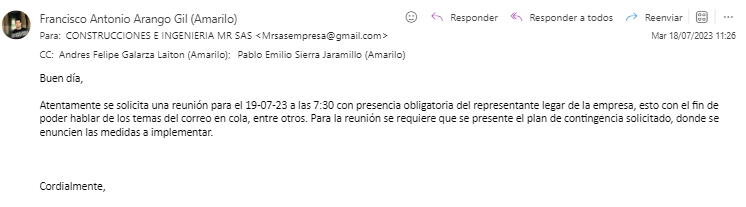 Francisco Antonio Arango Gil (Amarilo)
Responder
Responder a todos
Reenviar
Para: CONSTRUCCIONES E INGENIERIA MR SAS <Mrsasempresa@gmail.com>
Mar 18/07/2023 11:26
CC: Andres Felipe Galarza Laiton (Amarilo); Pablo Emilio Sierra Jaramillo (Amarilo)
Buen día,
Atentamente se solicita una reunión para el 19-07-23 a las 7:30 con presencia obligatoria del representante legar de la empresa, esto con el fin de
poder hablar de los temas del correo en cola, entre otros. Para la reunión se requiere que se presente el plan de contingencia solicitado, donde se
enuncien las medidas a implementar.
Cordialmente,